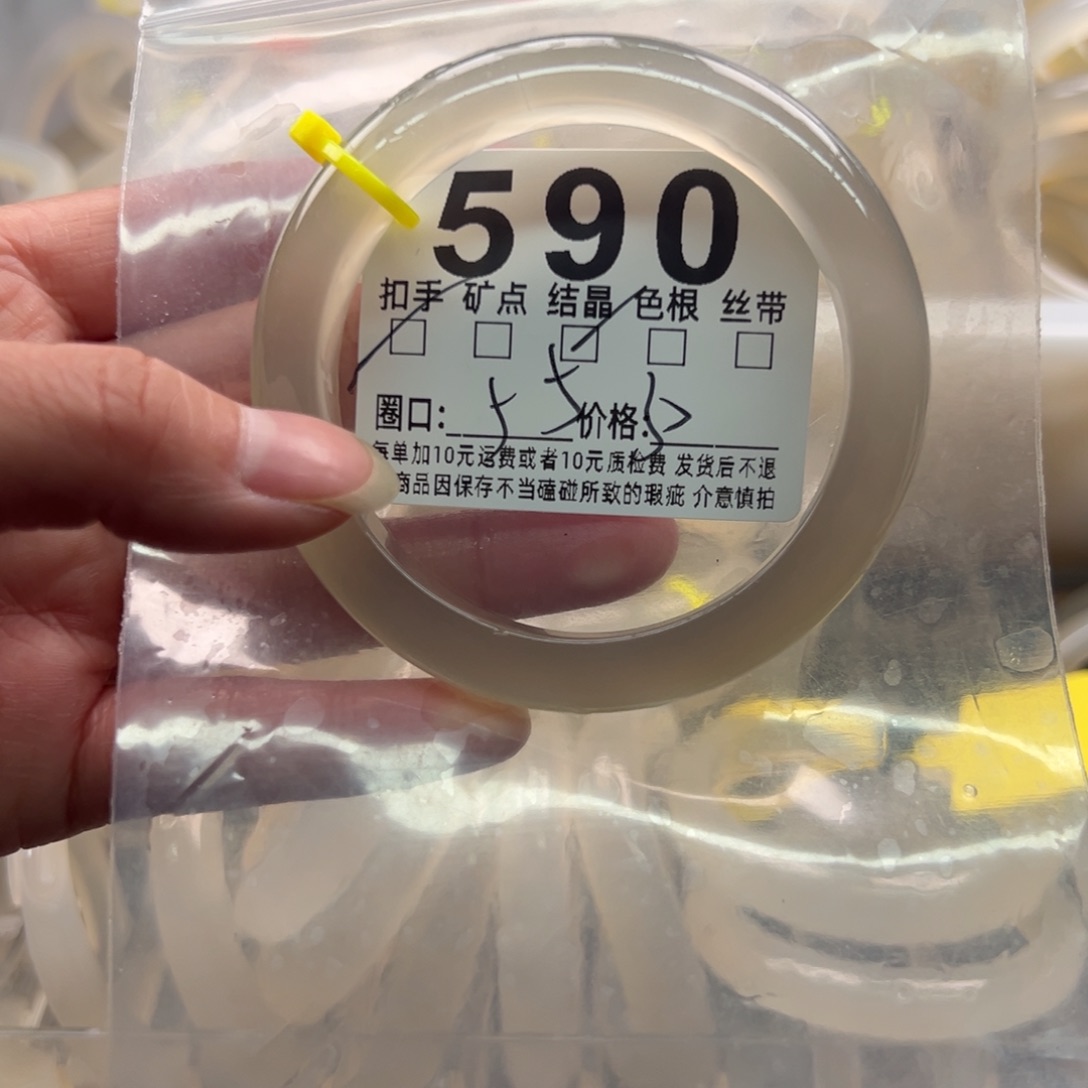 590
扣手 矿点 结晶 色根 丝带
圈口: 价格:
每单加10元运费或者10元质检费 发货后不退
商品因保存不当磕碰所致的瑕疵 介意慎拍